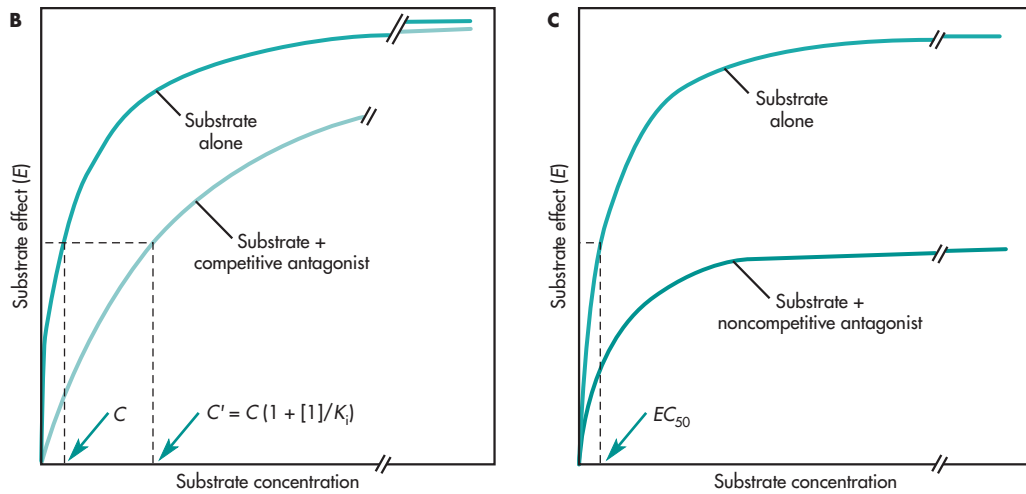 B
Substrate effect (E)
Substrate
alone
Substrate +
competitive antagonist
C
C' = C (1 + [1]/Ki)
Substrate concentration
C
Substrate effect (E)
Substrate
alone
Substrate +
noncompetitive antagonist
EC50
Substrate concentration